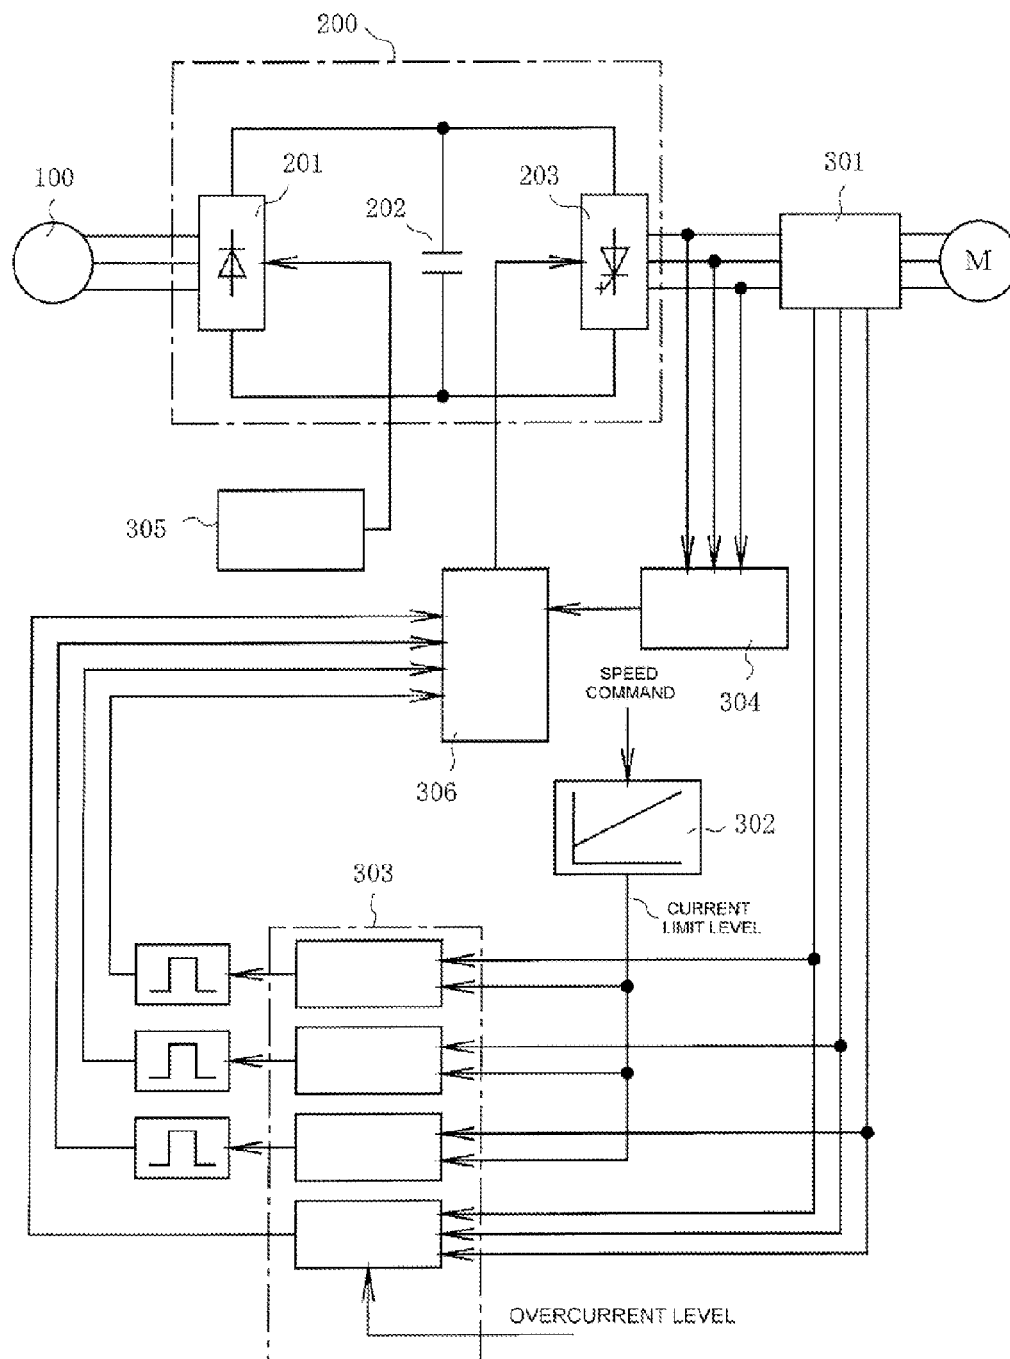 200
100
201
202
203
301
M
305
304
SPEED
COMMAND
306
302
303
CURRENT
LIMIT LEVEL
OVERCURRENT LEVEL